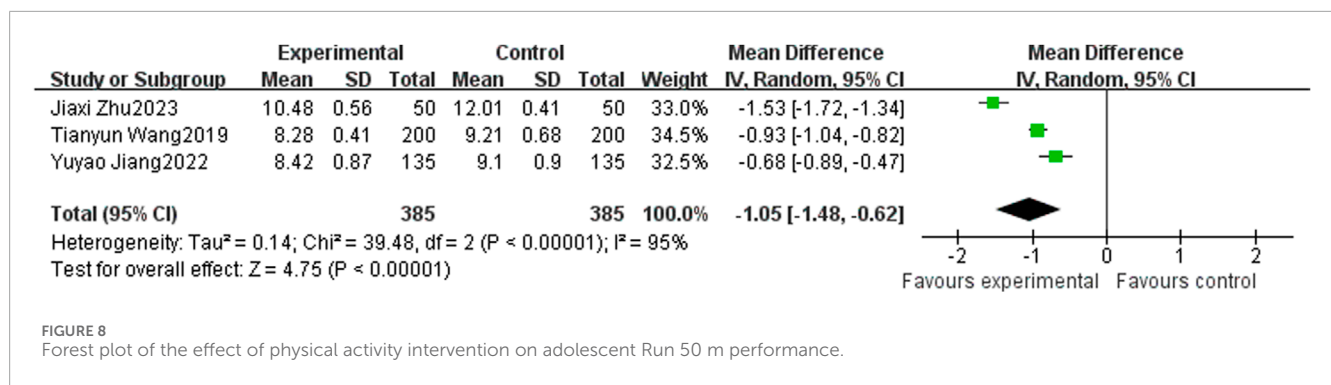 Experimental Control Mean Difference Mean Difference
Study or Subgroup Mean SD Total Mean SD Total Weight IV, Random, 95% CI IV, Random, 95% CI
Jiaxi Zhu2023 10.48 0.56 50 12.01 0.41 50 33.0% -1.53 [-1.72, -1.34]
Tianyun Wang2019 8.28 0.41 200 9.21 0.68 200 34.5% -0.93 [-1.04, -0.82]
Yuyao Jiang2022 8.42 0.87 135 9.1 0.9 135 32.5% -0.68 [-0.89, -0.47]
Total (95% CI) 385 385 100.0% -1.05 [-1.48, -0.62]
Heterogeneity: Tau² = 0.14; Chi² = 39.48, df = 2 (P < 0.00001); I² = 95%
Test for overall effect: Z = 4.75 (P < 0.00001)
-2 -1 0 1 2
Favours experimental Favours control
FIGURE 8
Forest plot of the effect of physical activity intervention on adolescent Run 50 m performance.